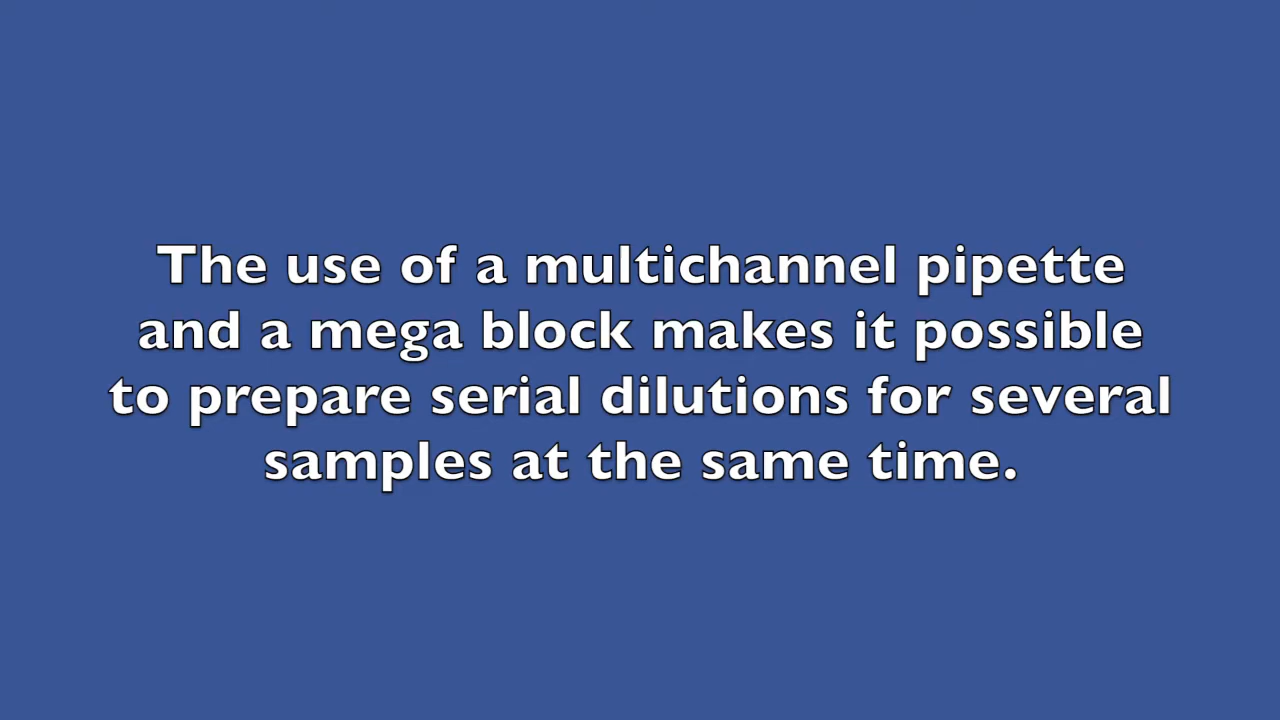 The use of a multichannel pipette
and a mega block makes it possible
to prepare serial dilutions for several
samples at the same time.